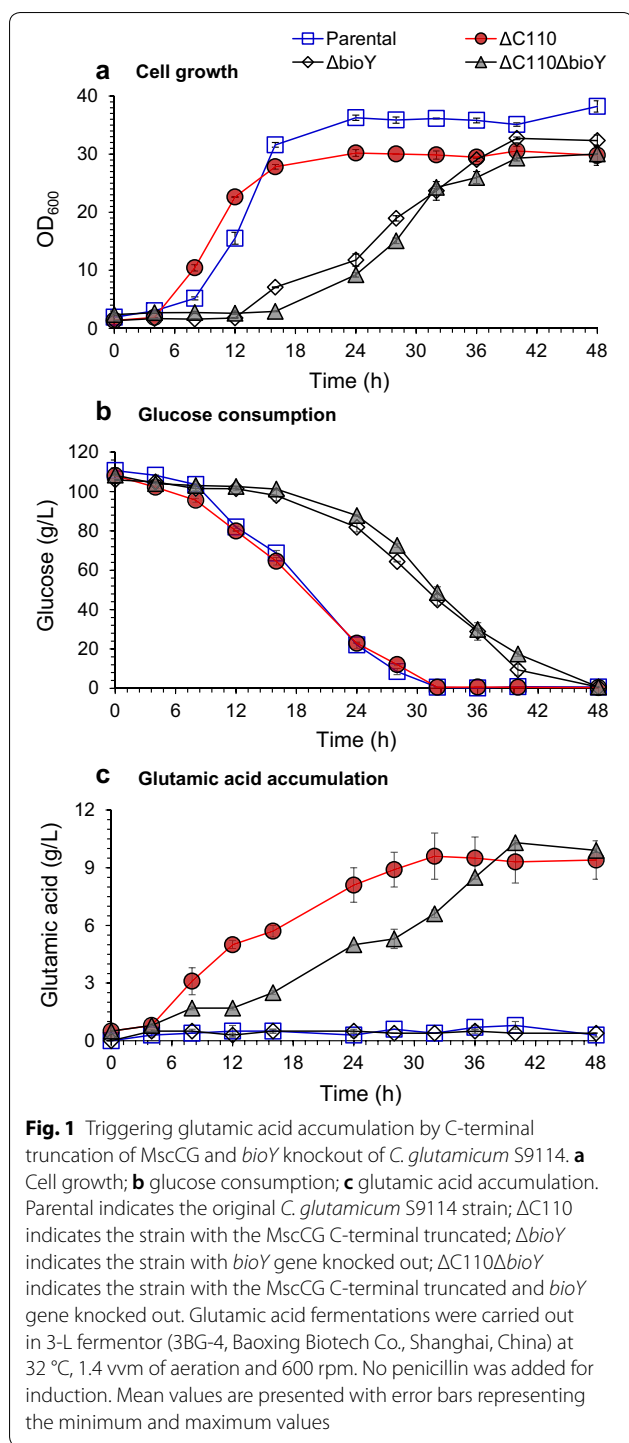 Parental ΔC110
ΔbioY ΔC110ΔbioY
a Cell growth
40
30
20
10
0
OD600
0 6 12 18 24 30 36 42 48
Time (h)
b Glucose consumption
120
100
80
60
40
20
0
Glucose (g/L)
0 6 12 18 24 30 36 42 48
Time (h)
c Glutamic acid accumulation
12
9
6
3
0
Glutamic acid (g/L)
0 6 12 18 24 30 36 42 48
Time (h)
Fig. 1 Triggering glutamic acid accumulation by C-terminal
truncation of MscCG and bioY knockout of C. glutamicum S9114. a
Cell growth; b glucose consumption; c glutamic acid accumulation.
Parental indicates the original C. glutamicum S9114 strain; ΔC110
indicates the strain with the MscCG C-terminal truncated; ΔbioY
indicates the strain with bioY gene knocked out; ΔC110ΔbioY
indicates the strain with the MscCG C-terminal truncated and bioY
gene knocked out. Glutamic acid fermentations were carried out
in 3-L fermentor (3BG-4, Baoxing Biotech Co., Shanghai, China) at
32 °C, 1.4 vvm of aeration and 600 rpm. No penicillin was added for
induction. Mean values are presented with error bars representing
the minimum and maximum values